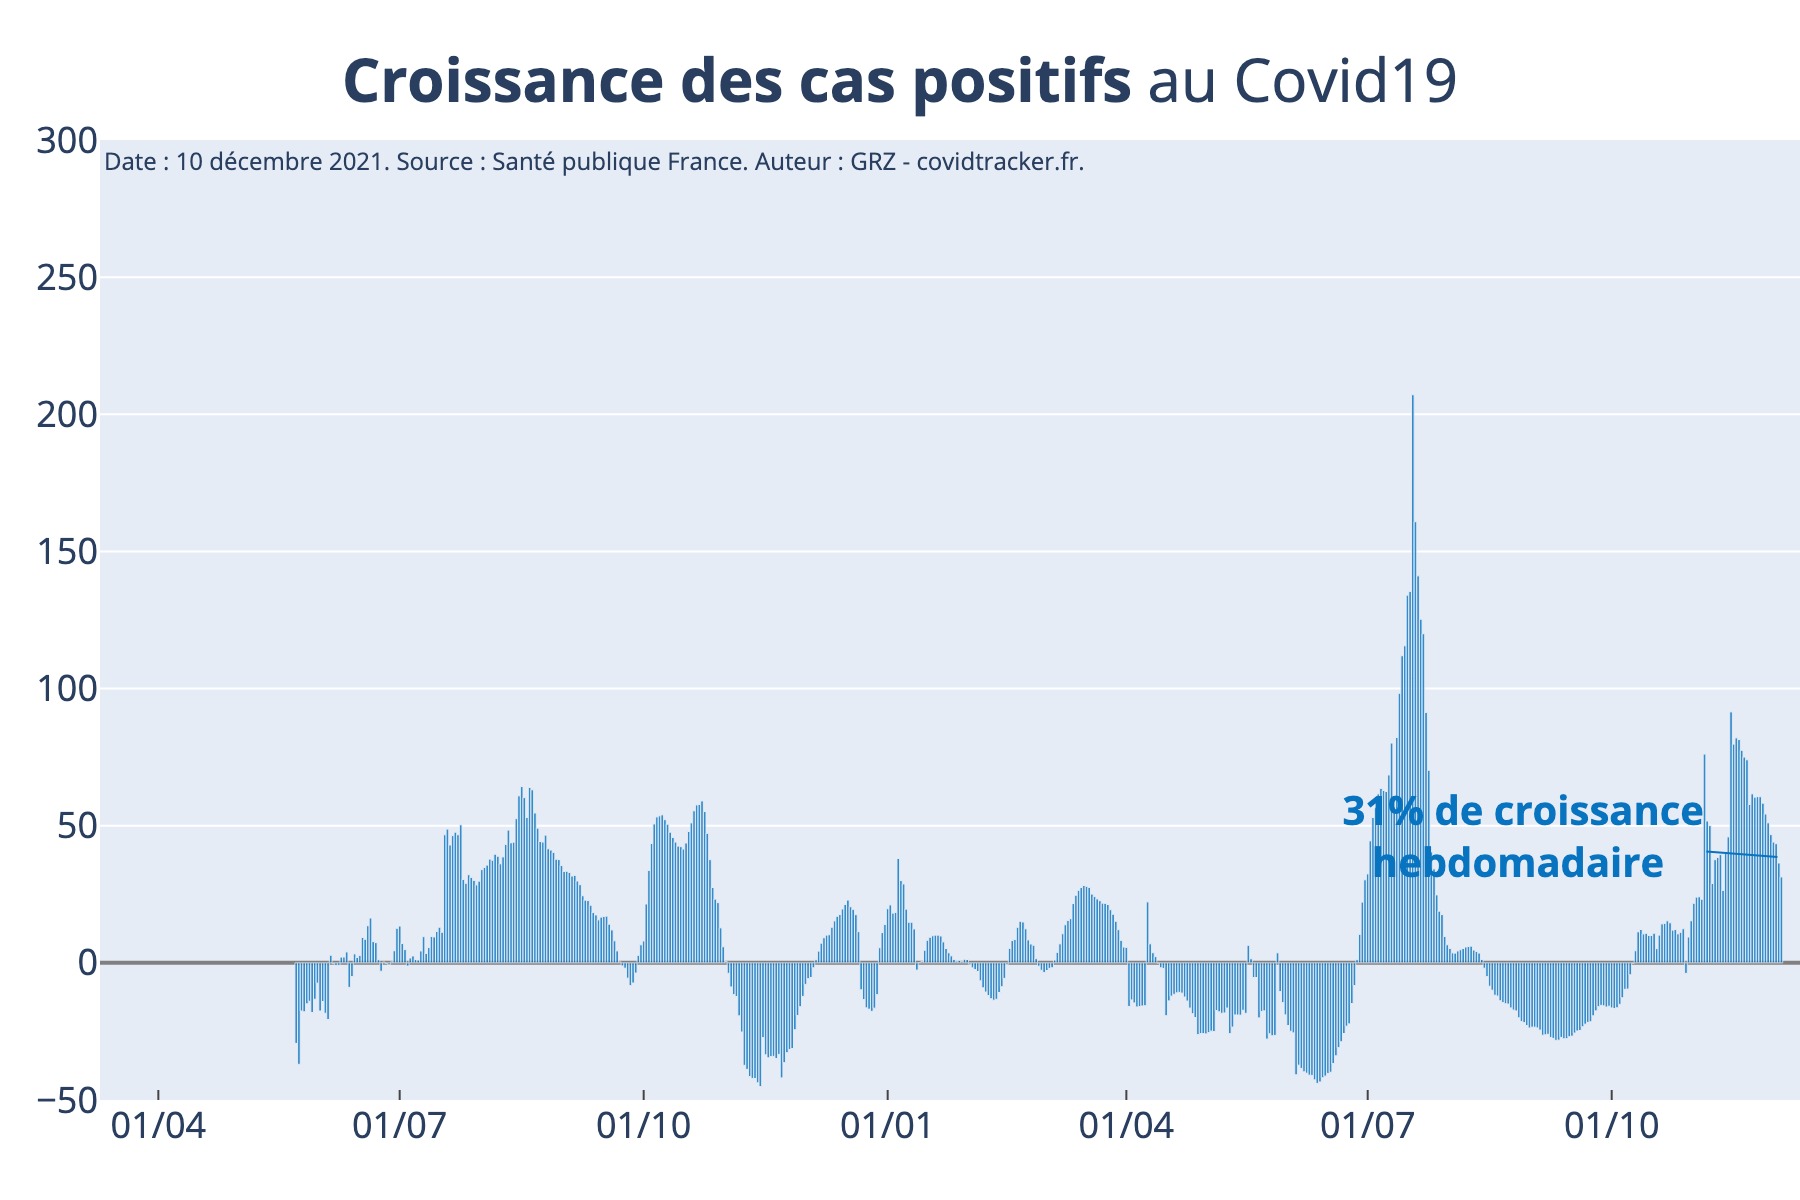 Croissance des cas positifs au Covid19
300
Date : 10 décembre 2021. Source : Santé publique France. Auteur : GRZ - covidtracker.fr.
250
200
150
100
50
31% de croissance
hebdomadaire
0
−50
01/04 01/07 01/10 01/01 01/04 01/07 01/10